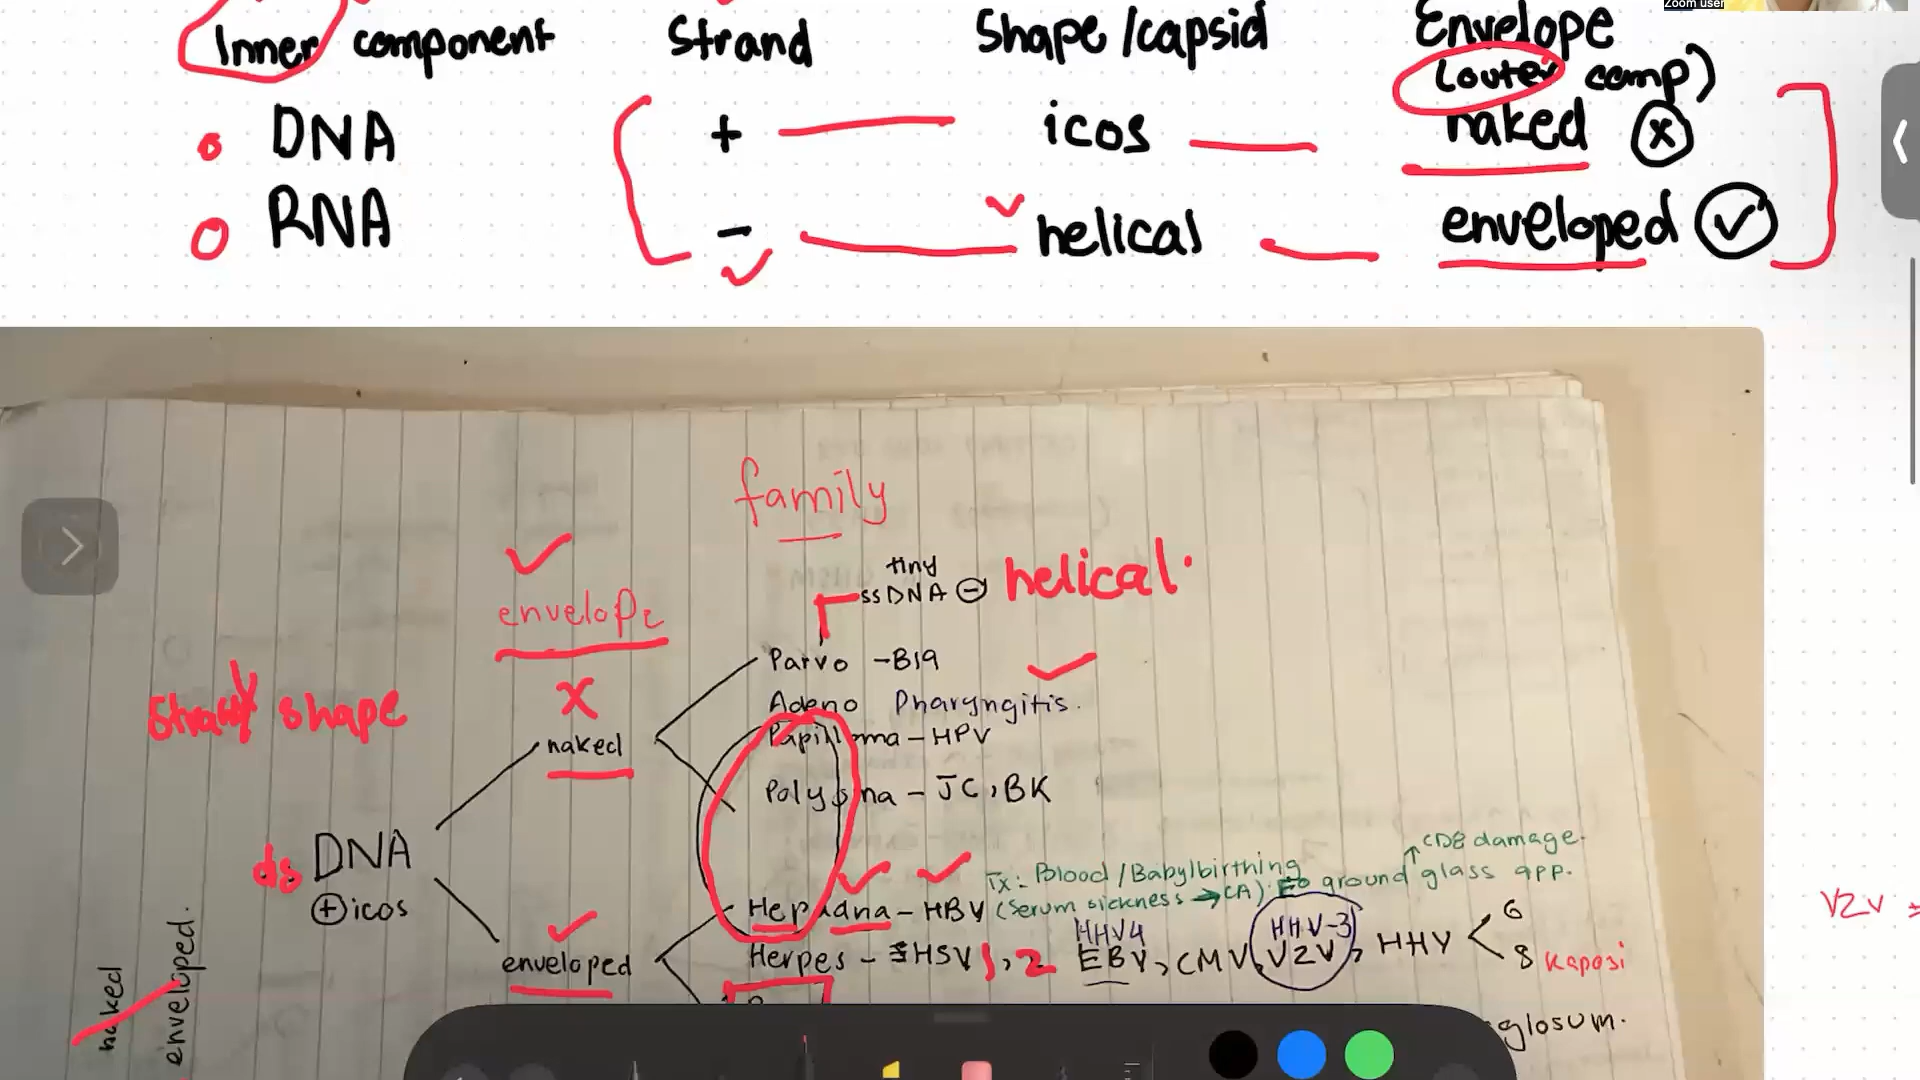 Zoom user
Inner component Strand Shape/capsid Envelope
(outer comp)
DNA + icos naked x
RNA - helical enveloped ✓
family
tiny
ssDNA ⊖ helical.
envelope
Parvo - B19
shape
x
Adeno Pharyngitis.
naked
Papilloma - HPV
Polyoma - JC, BK
ds DNA
⊕ icos
↑ CD8 damage.
Tx: Blood / Babylbirthing
ground glass app.
(Serum sickness → CA)
Hepadna - HBV
HHV4 HHV-3
enveloped
Herpes - HSV 1, 2 EBV, CMV, VZV, HHV < 6
8 Kaposi
VZV =
naked
enveloped.
glosum.